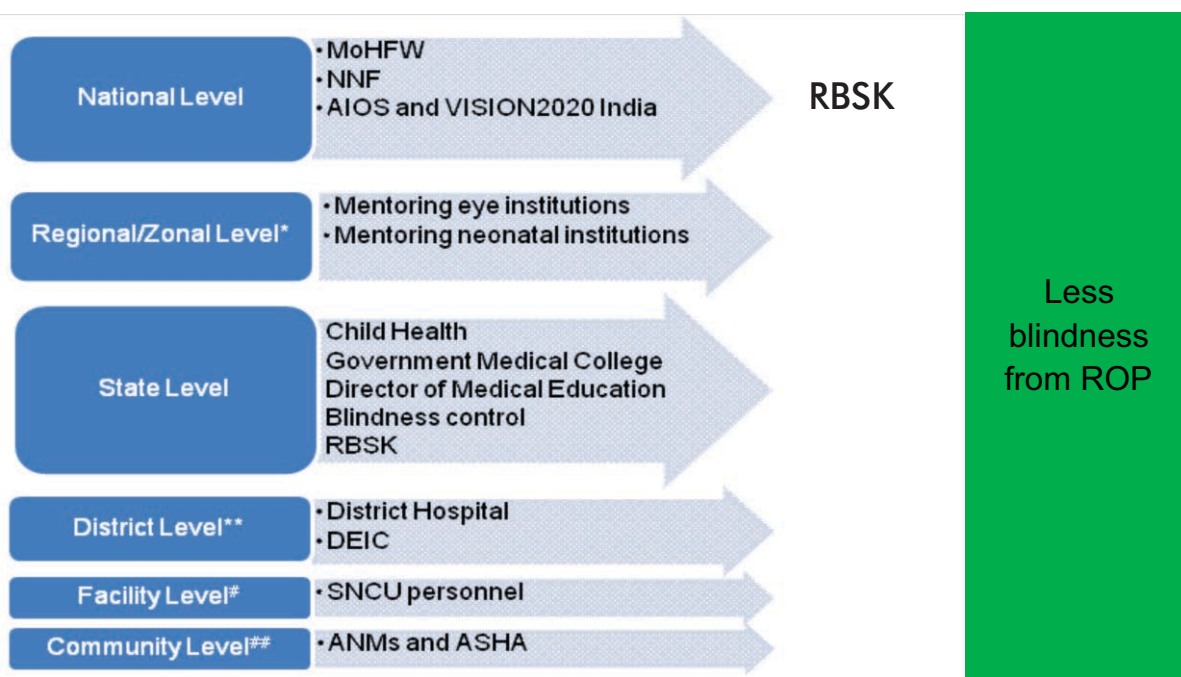 National Level
· MoHFW
· NNF
· AIOS and VISION2020 India
RBSK
Regional/Zonal Level*
· Mentoring eye institutions
· Mentoring neonatal institutions
State Level
Child Health
Government Medical College
Director of Medical Education
Blindness control
RBSK
District Level**
· District Hospital
· DEIC
Facility Level#
· SNCU personnel
Community Level##
· ANMs and ASHA
Less
blindness
from ROP